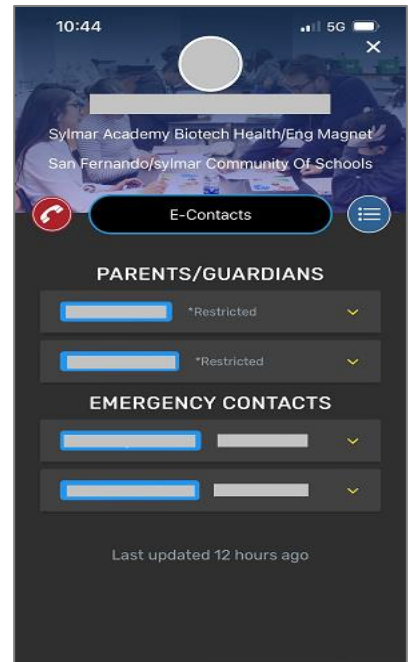 10:44 5G
Sylmar Academy Biotech Health/Eng Magnet
San Fernando/sylmar Community Of Schools
E-Contacts
PARENTS/GUARDIANS
*Restricted
*Restricted
EMERGENCY CONTACTS
Last updated 12 hours ago